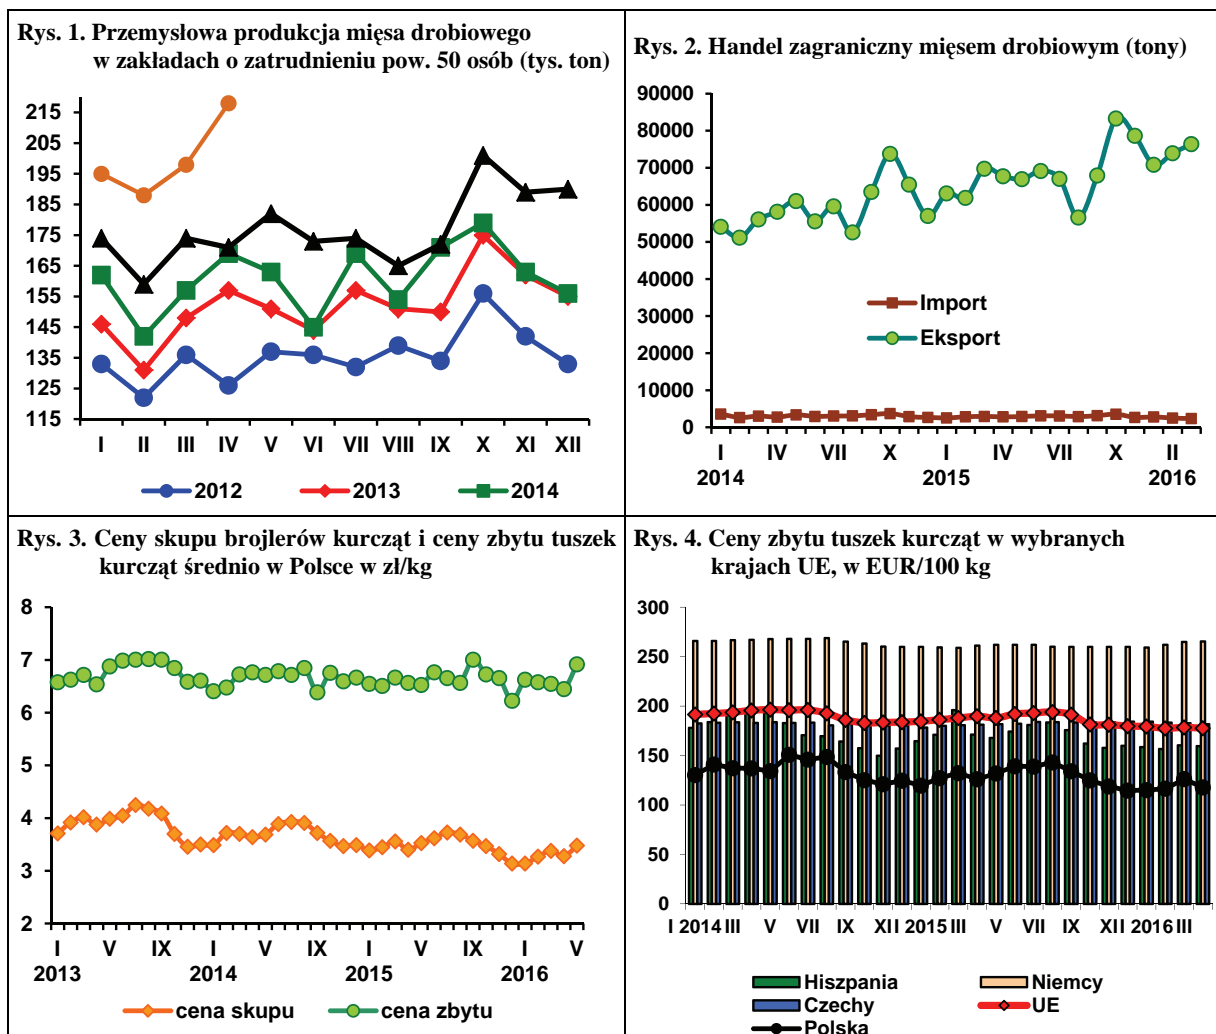 Rys. 1. Przemysłowa produkcja mięsa drobiowego
w zakładach o zatrudnieniu pow. 50 osób (tys. ton)
215
205
195
185
175
165
155
145
135
125
115
I II III IV V VI VII VIII IX X XI XII
2012 2013 2014
Rys. 2. Handel zagraniczny mięsem drobiowym (tony)
90000
80000
70000
60000
50000
40000
30000
20000
10000
0
Import
Eksport
I IV VII X I IV VII X II
2014 2015 2016
Rys. 3. Ceny skupu brojlerów kurcząt i ceny zbytu tuszek
kurcząt średnio w Polsce w zł/kg
8
7
6
5
4
3
2
I V IX I V IX I V IX I V
2013 2014 2015 2016
cena skupu cena zbytu
Rys. 4. Ceny zbytu tuszek kurcząt w wybranych
krajach UE, w EUR/100 kg
300
250
200
150
100
50
0
I 2014 III V VII IX XI I 2015 III V VII IX XI I 2016 III
Hiszpania Niemcy
Czechy UE
Polska